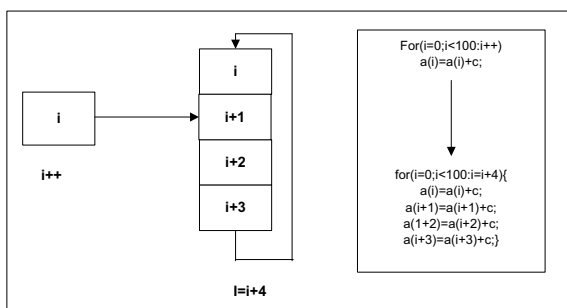 i
i++
i
i+1
i+2
i+3
I=i+4
For(i=0;i<100:i++)
a(i)=a(i)+c;
for(i=0;i<100:i=i+4){
a(i)=a(i)+c;
a(i+1)=a(i+1)+c;
a(1+2)=a(i+2)+c;
a(i+3)=a(i+3)+c;}